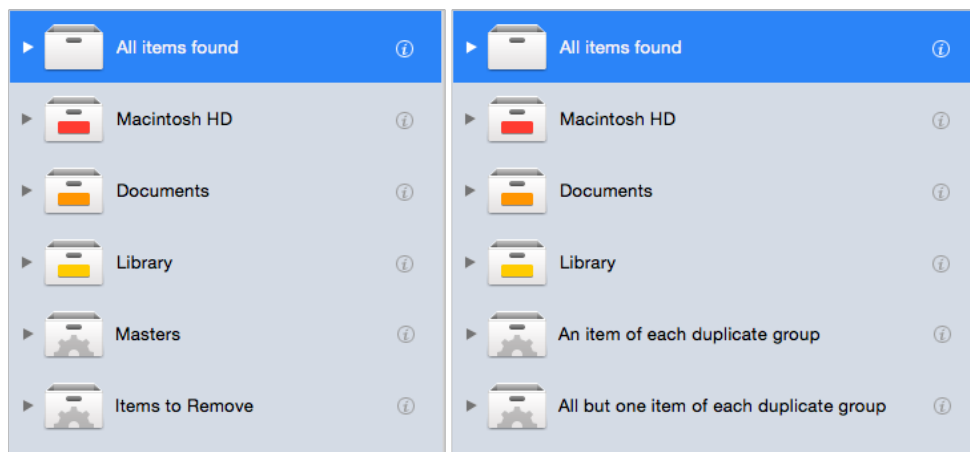 All items found
Macintosh HD
Documents
Library
Masters
Items to Remove
All items found
Macintosh HD
Documents
Library
An item of each duplicate group
All but one item of each duplicate group